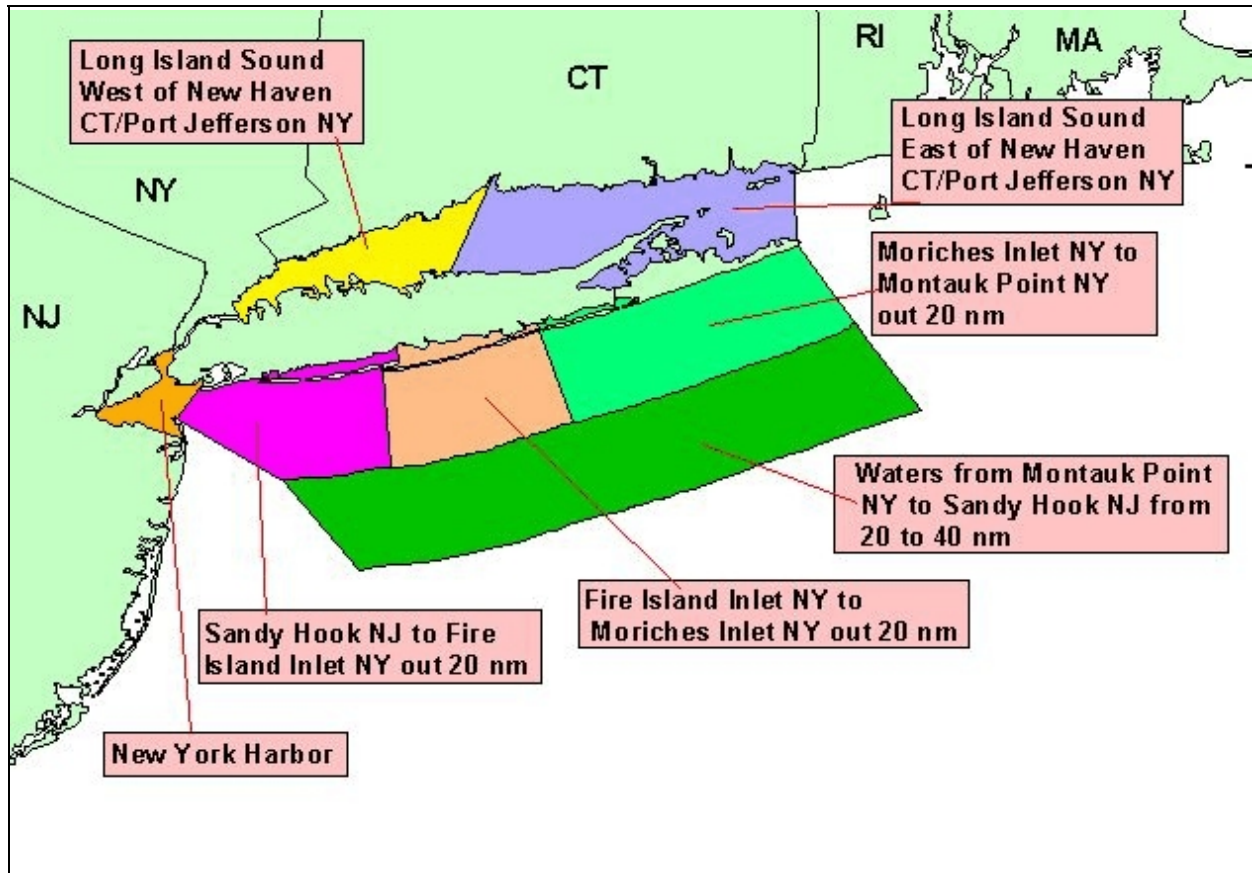 RI
MA
Long Island Sound
West of New Haven
CT/Port Jefferson NY
CT
Long Island Sound
East of New Haven
CT/Port Jefferson NY
NY
Moriches Inlet NY to
Montauk Point NY
out 20 nm
NJ
Waters from Montauk Point
NY to Sandy Hook NJ from
20 to 40 nm
Fire Island Inlet NY to
Moriches Inlet NY out 20 nm
Sandy Hook NJ to Fire
Island Inlet NY out 20 nm
New York Harbor